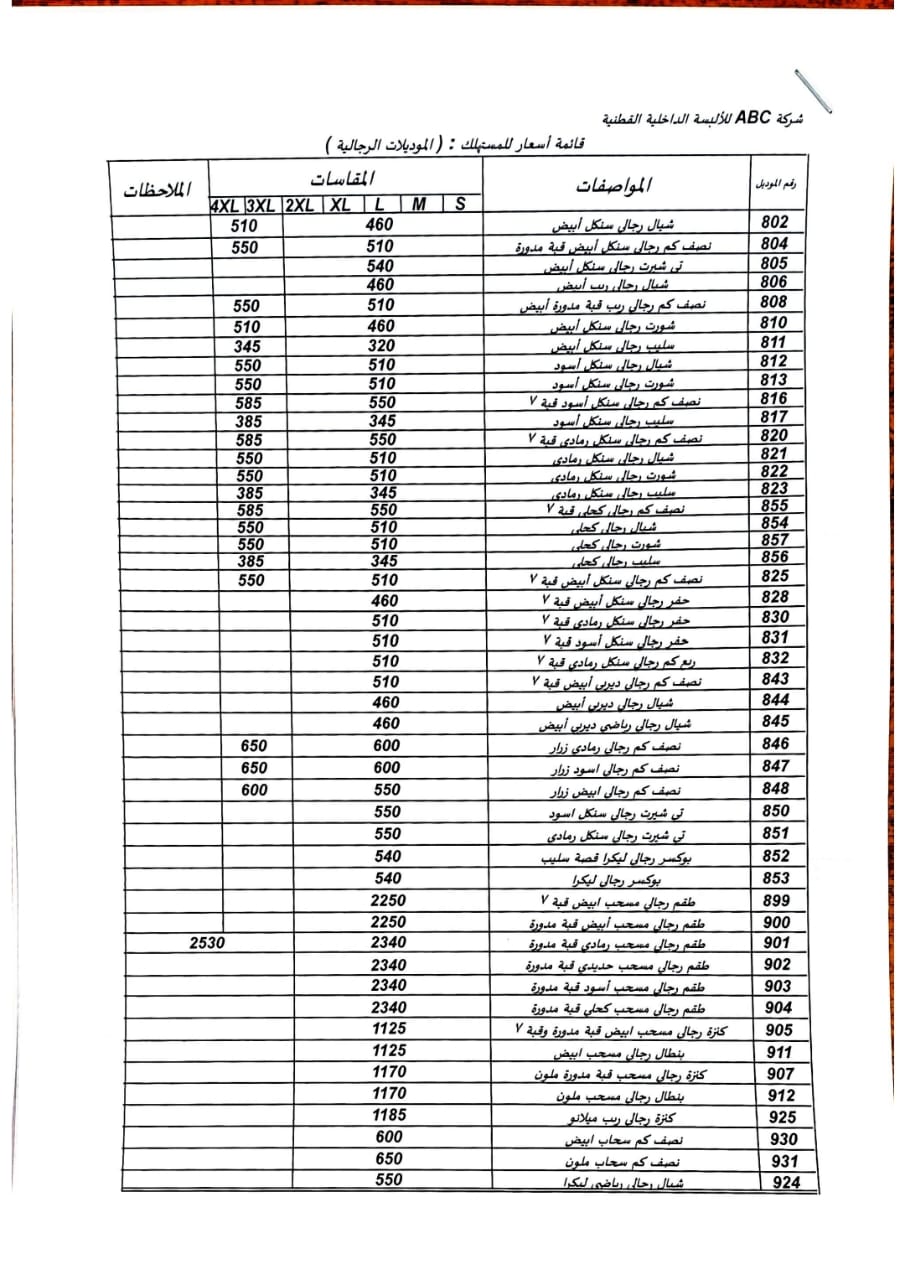 شركة ABC للألبسة الداخلية القطنية
قائمة أسعار للمستهلك : ( الموديلات الرجالية )
رقم الموديل المواصفات المقاسات الملاحظات
S M L XL 2XL 3XL 4XL
802 شيال رجالي سنكل أبيض 460 510
804 نصف كم رجالي سنكل أبيض قبة مدورة 510 550
805 تي شيرت رجالي سنكل أبيض 540
806 شيال رجالي ريب أبيض 460
808 نصف كم رجالي ريب قبة مدورة أبيض 510 550
810 شورت رجالي سنكل أبيض 460 510
811 سليب رجالي سنكل أبيض 320 345
812 شيال رجالي سنكل أسود 510 550
813 شورت رجالي سنكل أسود 510 550
816 نصف كم رجالي سنكل أسود قبة ٧ 550 585
817 سليب رجالي سنكل أسود 345 385
820 نصف كم رجالي سنكل رمادي قبة ٧ 550 585
821 شيال رجالي سنكل رمادي 510 550
822 شورت رجالي سنكل رمادي 510 550
823 سليب رجالي سنكل رمادي 345 385
855 نصف كم رجالي كحلي قبة ٧ 550 585
854 شيال رجالي كحلي 510 550
857 شورت رجالي كحلي 510 550
856 سليب رجالي كحلي 345 385
825 نصف كم رجالي سنكل أبيض قبة ٧ 510 550
828 حفر رجالي سنكل أبيض قبة ٧ 460
830 حفر رجالي سنكل رمادي قبة ٧ 510
831 حفر رجالي سنكل أسود قبة ٧ 510
832 ربع كم رجالي سنكل رمادي قبة ٧ 510
843 نصف كم رجالي ديربي أبيض قبة ٧ 510
844 شيال رجالي ديربي أبيض 460
845 شيال رجالي رياضي ديربي أبيض 460
846 نصف كم رجالي رمادي زرار 600 650
847 نصف كم رجالي اسود زرار 600 650
848 نصف كم رجالي ابيض زرار 550 600
850 تي شيرت رجالي سنكل اسود 550
851 تي شيرت رجالي سنكل رمادي 550
852 بوكسر رجالي ليكرا قصة سليب 540
853 بوكسر رجالي ليكرا 540
899 طقم رجالي مسحب ابيض قبة ٧ 2250
900 طقم رجالي مسحب أبيض قبة مدورة 2250
901 طقم رجالي مسحب رمادي قبة مدورة 2340 2530
902 طقم رجالي مسحب حديدي قبة مدورة 2340
903 طقم رجالي مسحب أسود قبة مدورة 2340
904 طقم رجالي مسحب كحلي قبة مدورة 2340
905 كنزة رجالي مسحب ابيض قبة مدورة وقبة ٧ 1125
911 بنطال رجالي مسحب ابيض 1125
907 كنزة رجالي مسحب قبة مدورة ملون 1170
912 بنطال رجالي مسحب ملون 1170
925 كنزة رجالي ريب ميلانو 1185
930 نصف كم سحاب ابيض 600
931 نصف كم سحاب ملون 650
924 شيال رجالي رياضي ليكرا 550